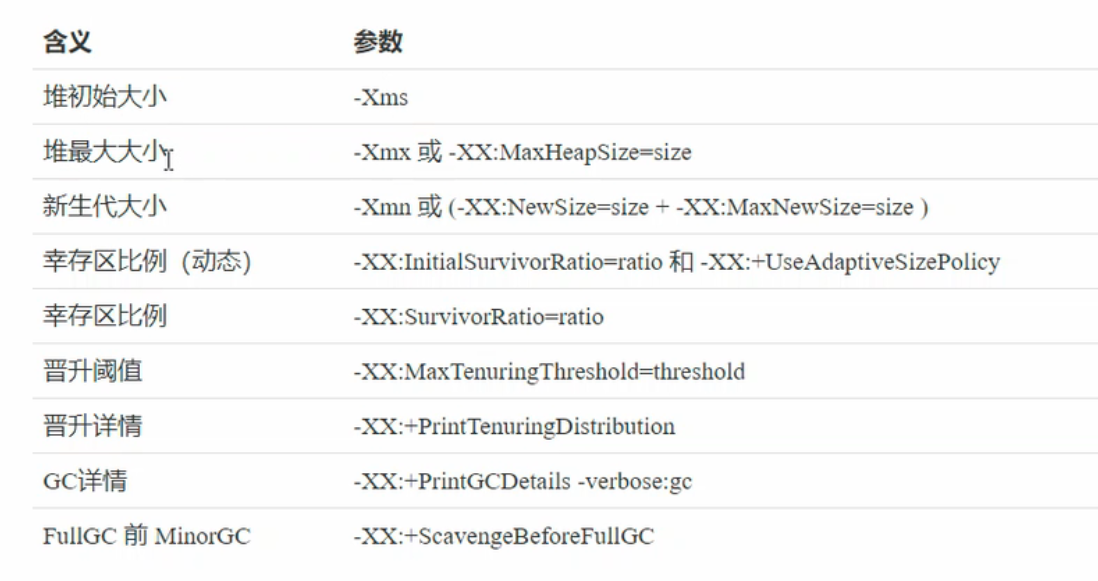 含义 参数
堆初始大小 -Xms
堆最大大小 -Xmx 或 -XX:MaxHeapSize=size
新生代大小 -Xmn 或 (-XX:NewSize=size + -XX:MaxNewSize=size )
幸存区比例（动态） -XX:InitialSurvivorRatio=ratio 和 -XX:+UseAdaptiveSizePolicy
幸存区比例 -XX:SurvivorRatio=ratio
晋升阈值 -XX:MaxTenuringThreshold=threshold
晋升详情 -XX:+PrintTenuringDistribution
GC详情 -XX:+PrintGCDetails -verbose:gc
FullGC 前 MinorGC -XX:+ScavengeBeforeFullGC